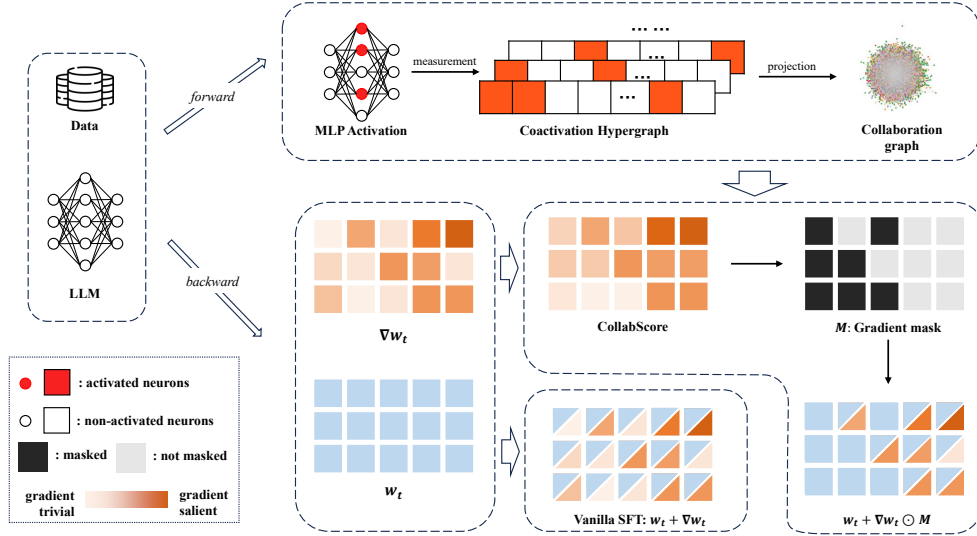 Data
LLM
forward
backward
... ...
...
...
...
MLP Activation
measurement
Coactivation Hypergraph
projection
Collaboration
graph
∇w_t
w_t
CollabScore
M: Gradient mask
Vanilla SFT: w_t + ∇w_t
w_t + ∇w_t ⊙ M
: activated neurons
: non-activated neurons
: masked
: not masked
gradient
trivial
gradient
salient